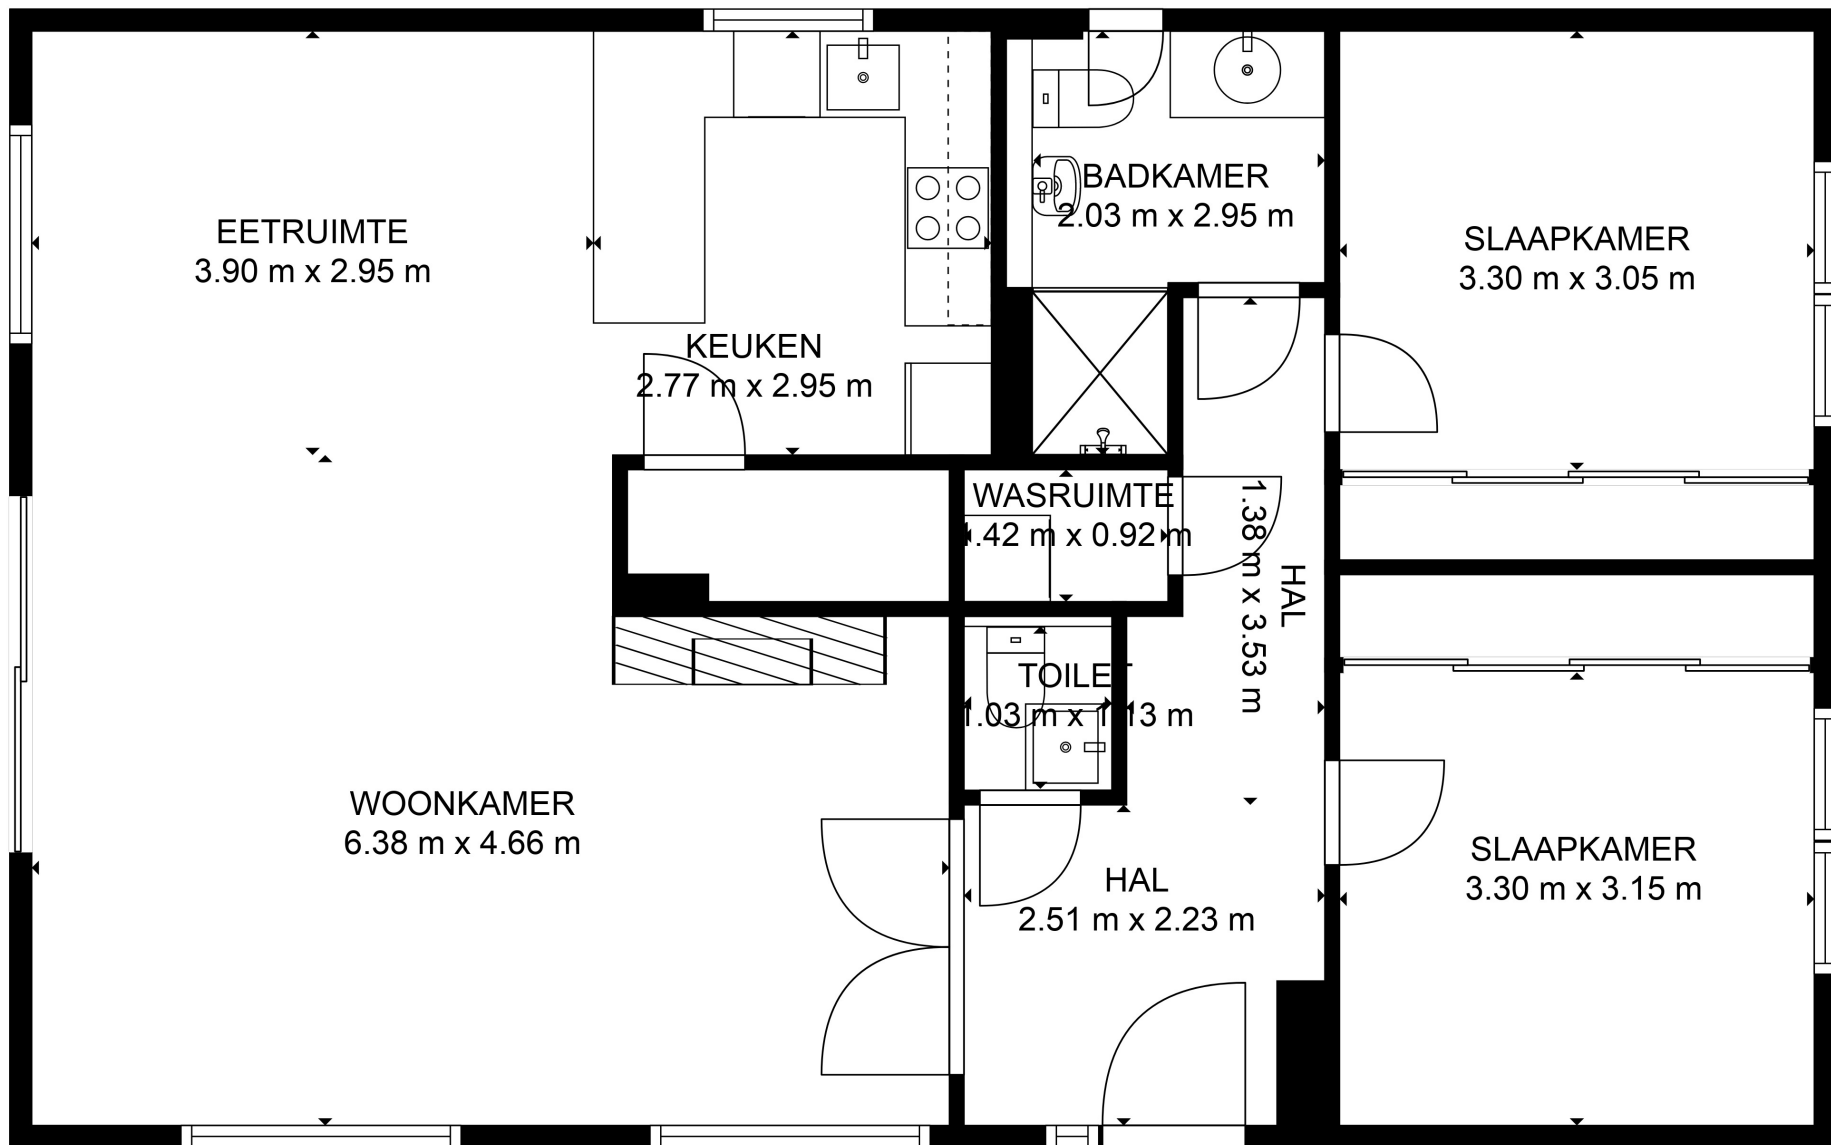 EETRUIMTE
3.90 m x 2.95 m
KEUKEN
2.77 m x 2.95 m
BADKAMER
2.03 m x 2.95 m
SLAAPKAMER
3.30 m x 3.05 m
WASRUIMTE
1.42 m x 0.92 m
HAL
1.38 m x 3.53 m
TOILET
1.03 m x 1.13 m
WOONKAMER
6.38 m x 4.66 m
HAL
2.51 m x 2.23 m
SLAAPKAMER
3.30 m x 3.15 m